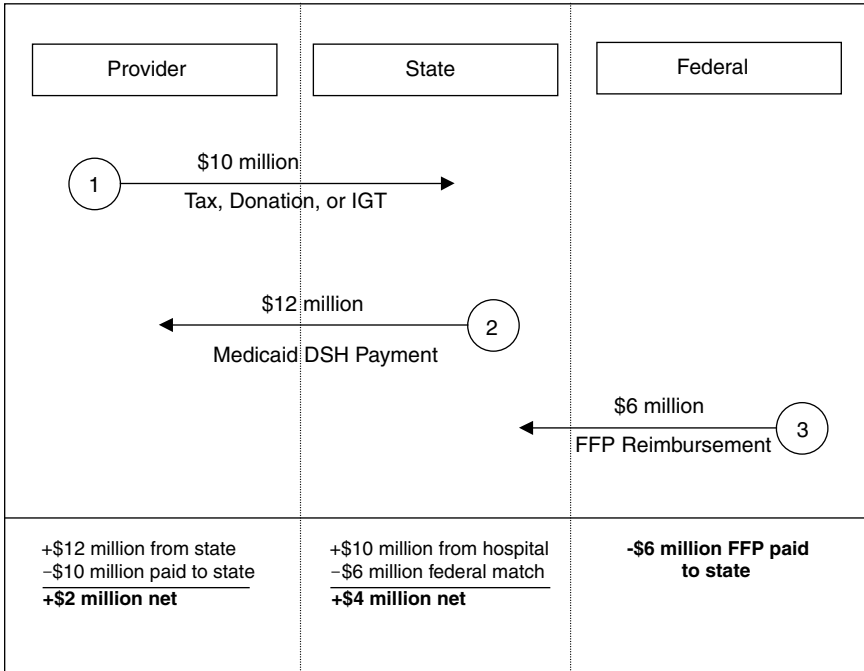 Provider
State
Federal
$10 million
1
Tax, Donation, or IGT
$12 million
2
Medicaid DSH Payment
$6 million
3
FFP Reimbursement
+$12 million from state
–$10 million paid to state
+$2 million net
+$10 million from hospital
–$6 million federal match
+$4 million net
-$6 million FFP paid
to state